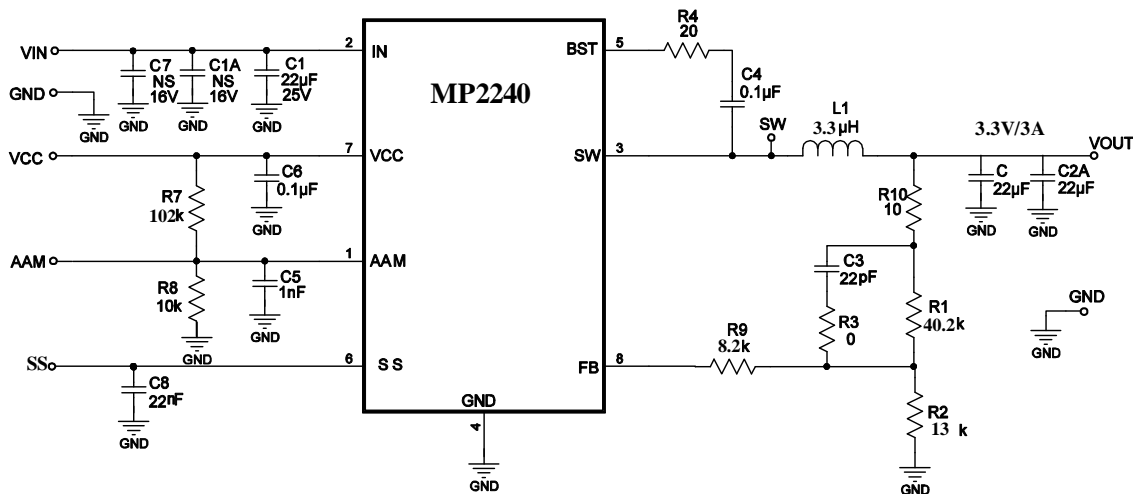 VIN
2
IN
C7
NS
16V
C1A
NS
16V
C1
22µF
25V
GND
GND
GND
GND
GND
MP2240
BST
5
R4
20
C4
0.1µF
SW
L1
3.3µH
3.3V/3A
VOUT
SW
3
VCC
7
VCC
R7
102k
C6
0.1µF
GND
R10
10
C
22µF
C2A
22µF
GND
GND
AAM
1
AAM
R8
10k
C5
1nF
GND
GND
C3
22pF
R3
0
R1
40.2k
GND
GND
SS
6
SS
C8
22nF
GND
FB
8
R9
8.2k
R2
13 k
GND
GND
4
GND